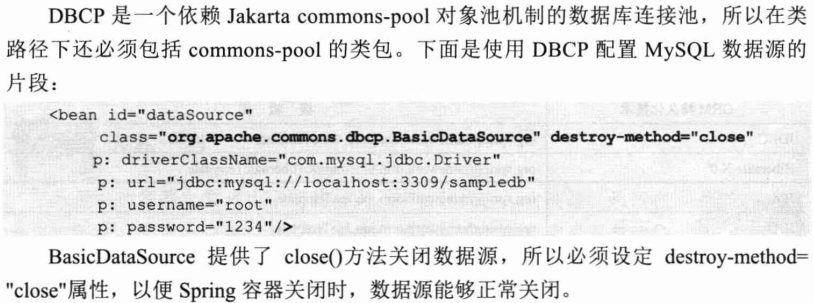 DBCP 是一个依赖 Jakarta commons-pool 对象池机制的数据库连接池，所以在类
路径下还必须包括 commons-pool 的类包。下面是使用 DBCP 配置 MySQL 数据源的
片段：
<bean id="dataSource"
class="org.apache.commons.dbcp.BasicDataSource" destroy-method="close"
p: driverClassName="com.mysql.jdbc.Driver"
p: url="jdbc:mysql://localhost:3309/sampledb"
p: username="root"
p: password="1234"/>
BasicDataSource 提供了 close()方法关闭数据源，所以必须设定 destroy-method=
"close"属性，以便 Spring 容器关闭时，数据源能够正常关闭。